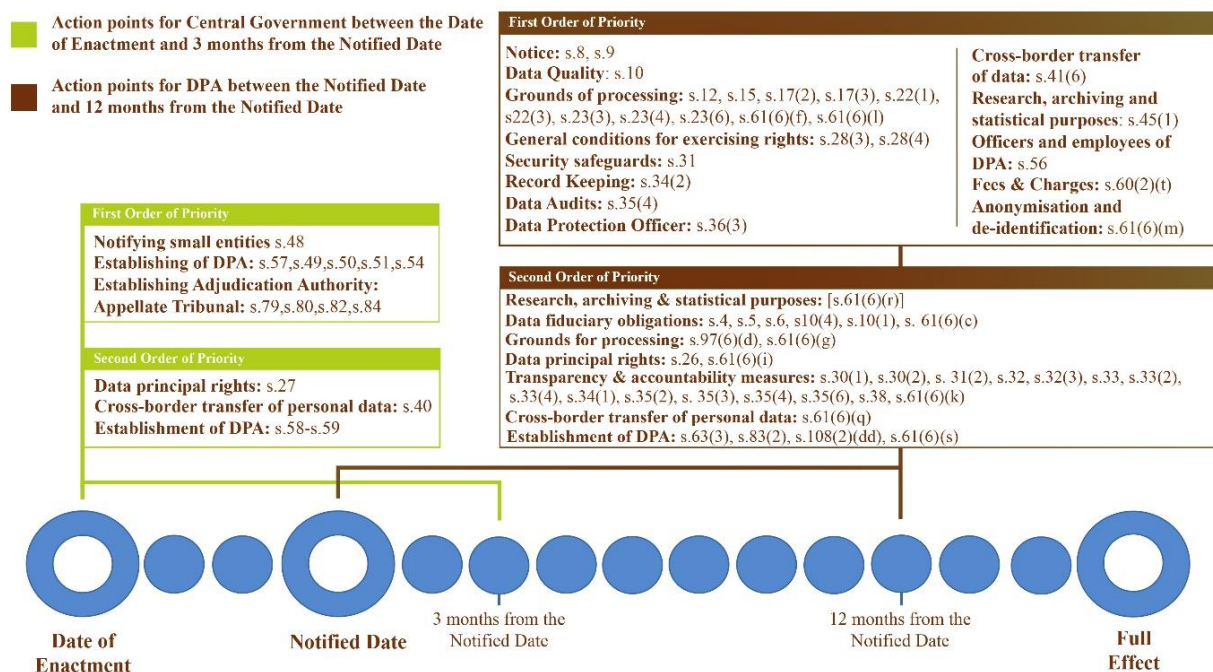 Action points for Central Government between the Date
of Enactment and 3 months from the Notified Date
Action points for DPA between the Notified Date
and 12 months from the Notified Date
First Order of Priority
Notice: s.8, s.9
Data Quality: s.10
Grounds of processing: s.12, s.15, s.17(2), s.17(3), s.22(1),
s22(3), s.23(3), s.23(4), s.23(6), s.61(6)(f), s.61(6)(l)
General conditions for exercising rights: s.28(3), s.28(4)
Security safeguards: s.31
Record Keeping: s.34(2)
Data Audits: s.35(4)
Data Protection Officer: s.36(3)
Cross-border transfer
of data: s.41(6)
Research, archiving and
statistical purposes: s.45(1)
Officers and employees of
DPA: s.56
Fees & Charges: s.60(2)(t)
Anonymisation and
de-identification: s.61(6)(m)
First Order of Priority
Notifying small entities s.48
Establishing of DPA: s.57,s.49,s.50,s.51,s.54
Establishing Adjudication Authority:
Appellate Tribunal: s.79,s.80,s.82,s.84
Second Order of Priority
Data principal rights: s.27
Cross-border transfer of personal data: s.40
Establishment of DPA: s.58-s.59
Second Order of Priority
Research, archiving & statistical purposes: [s.61(6)(r)]
Data fiduciary obligations: s.4, s.5, s.6, s10(4), s.10(1), s. 61(6)(c)
Grounds for processing: s.97(6)(d), s.61(6)(g)
Data principal rights: s.26, s.61(6)(i)
Transparency & accountability measures: s.30(1), s.30(2), s. 31(2), s.32, s.32(3), s.33, s.33(2),
s.33(4), s.34(1), s.35(2), s. 35(3), s.35(4), s.35(6), s.38, s.61(6)(k)
Cross-border transfer of personal data: s.61(6)(q)
Establishment of DPA: s.63(3), s.83(2), s.108(2)(dd), s.61(6)(s)
Date of
Enactment
Notified Date
3 months from the
Notified Date
12 months from the
Notified Date
Full
Effect